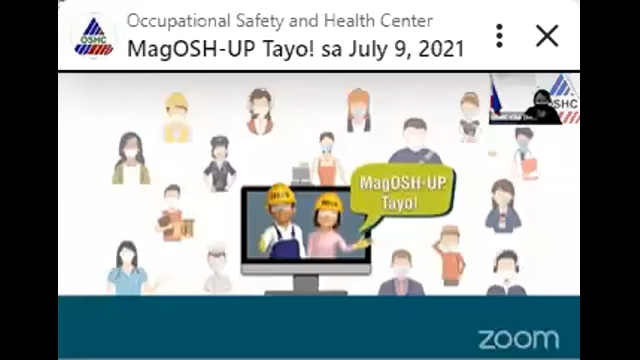 Occupational Safety and Health Center
MagOSH-UP Tayo! sa July 9, 2021
OSHC
MagOSH-UP
Tayo!
zoom